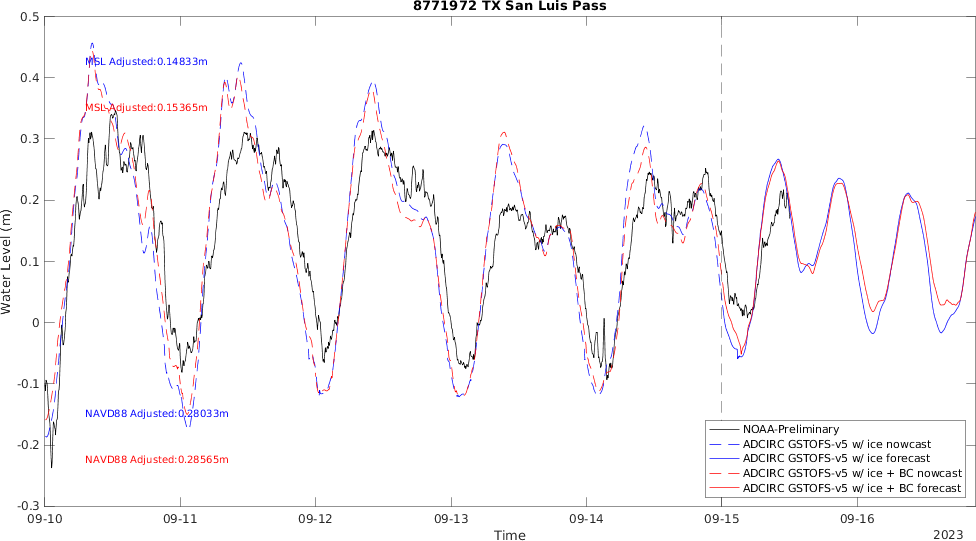 8771972 TX San Luis Pass
0.5
0.4
0.3
0.2
0.1
0
-0.1
-0.2
-0.3
Water Level (m)
MSL Adjusted:0.14833m
MSL Adjusted:0.15365m
NAVD88 Adjusted:0.28033m
NAVD88 Adjusted:0.28565m
NOAA-Preliminary
ADCIRC GSTOFS-v5 w/ ice nowcast
ADCIRC GSTOFS-v5 w/ ice forecast
ADCIRC GSTOFS-v5 w/ ice + BC nowcast
ADCIRC GSTOFS-v5 w/ ice + BC forecast
09-10 09-11 09-12 09-13 09-14 09-15 09-16
Time
2023